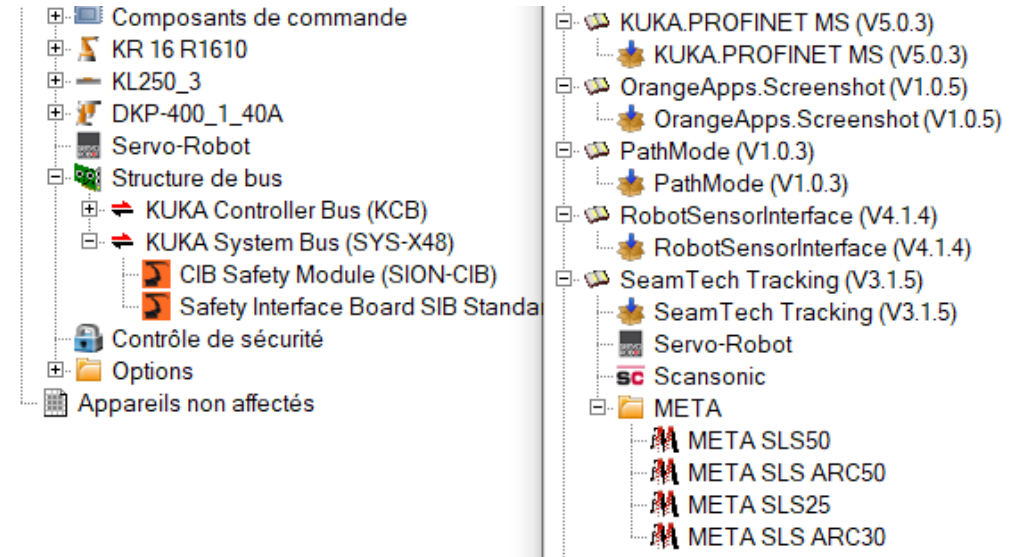 Composants de commande
KR 16 R1610
KL250_3
DKP-400_1_40A
Servo-Robot
Structure de bus
KUKA Controller Bus (KCB)
KUKA System Bus (SYS-X48)
CIB Safety Module (SION-CIB)
Safety Interface Board SIB Standa
Contrôle de sécurité
Options
Appareils non affectés
KUKA.PROFINET MS (V5.0.3)
KUKA.PROFINET MS (V5.0.3)
OrangeApps.Screenshot (V1.0.5)
OrangeApps.Screenshot (V1.0.5)
PathMode (V1.0.3)
PathMode (V1.0.3)
RobotSensorInterface (V4.1.4)
RobotSensorInterface (V4.1.4)
SeamTech Tracking (V3.1.5)
SeamTech Tracking (V3.1.5)
Servo-Robot
SC Scansonic
META
META SLS50
META SLS ARC50
META SLS25
META SLS ARC30